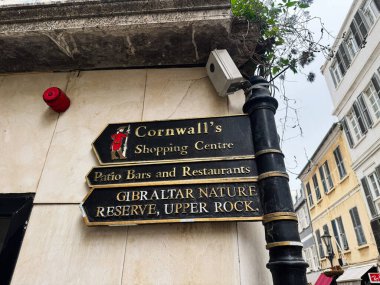 Cornwall's
Shopping Centre
Patio Bars and Restaurants
GIBRALTAR NATURE
RESERVE, UPPER ROCK.